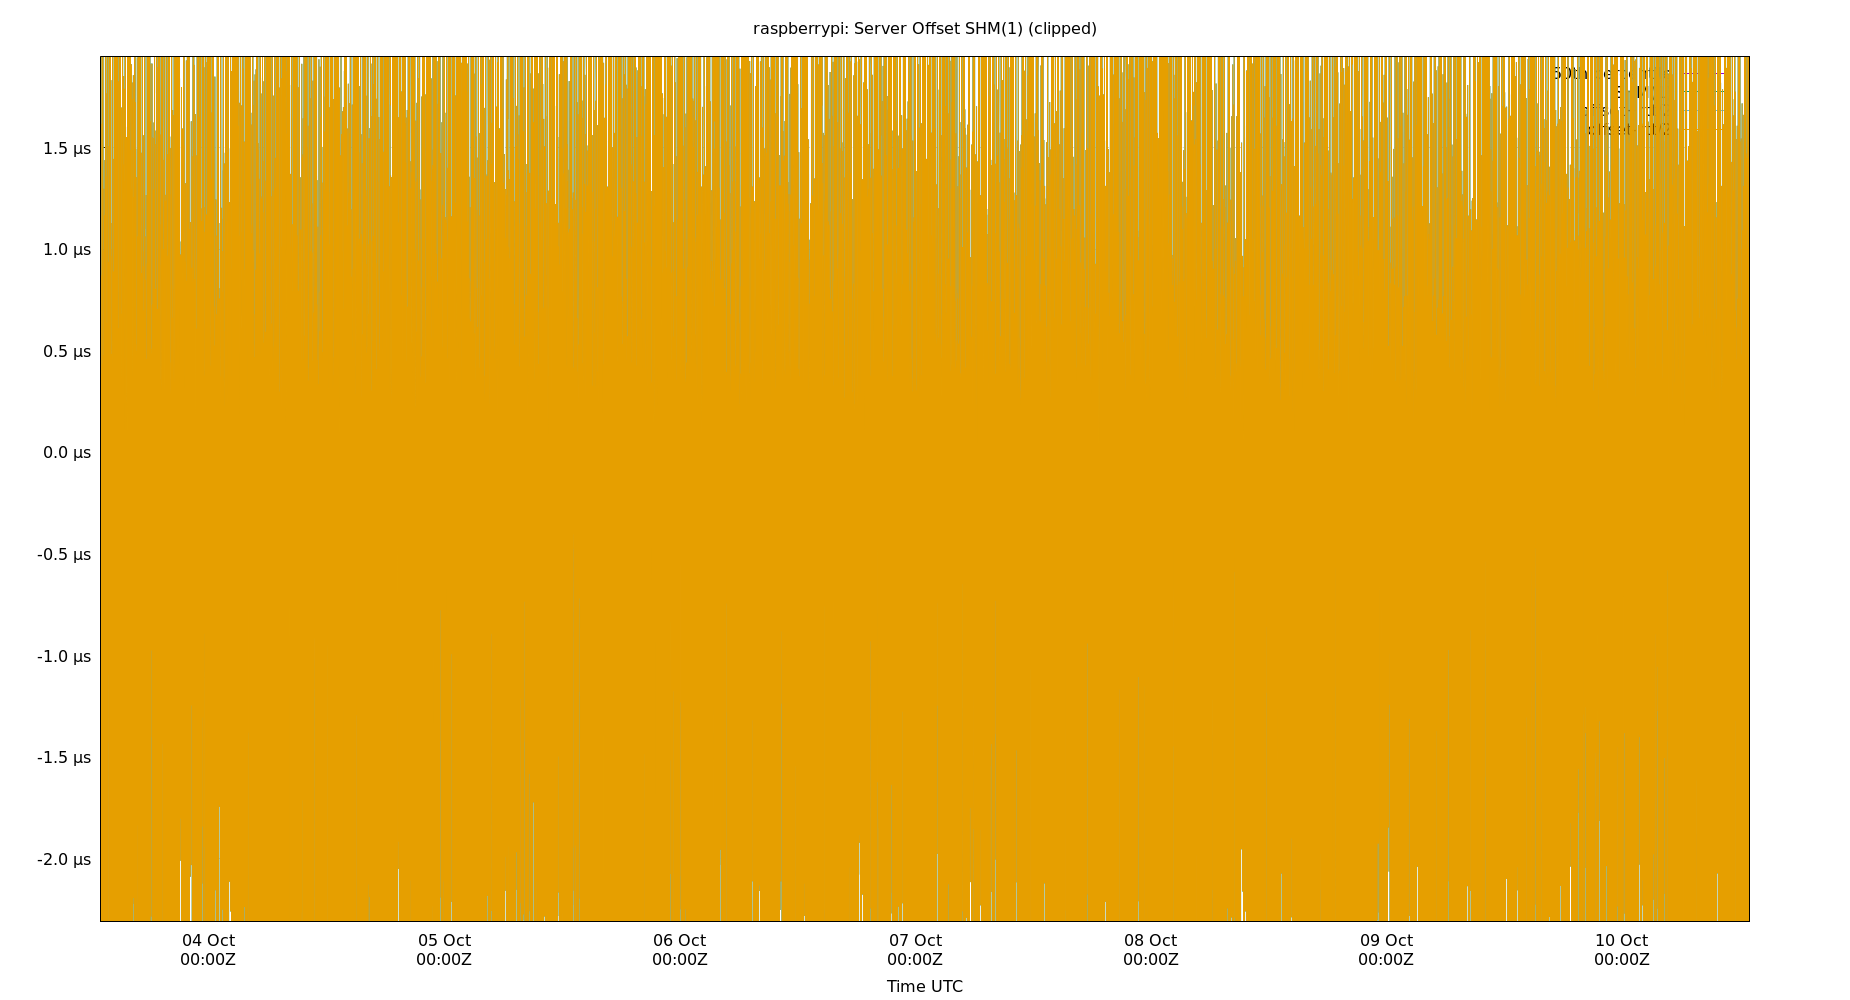 raspberrypi: Server Offset SHM(1) (clipped)
1.5 µs
1.0 µs
0.5 µs
0.0 µs
-0.5 µs
-1.0 µs
-1.5 µs
-2.0 µs
04 Oct 05 Oct 06 Oct 07 Oct 08 Oct 09 Oct 10 Oct
00:00Z 00:00Z 00:00Z 00:00Z 00:00Z 00:00Z 00:00Z
Time UTC